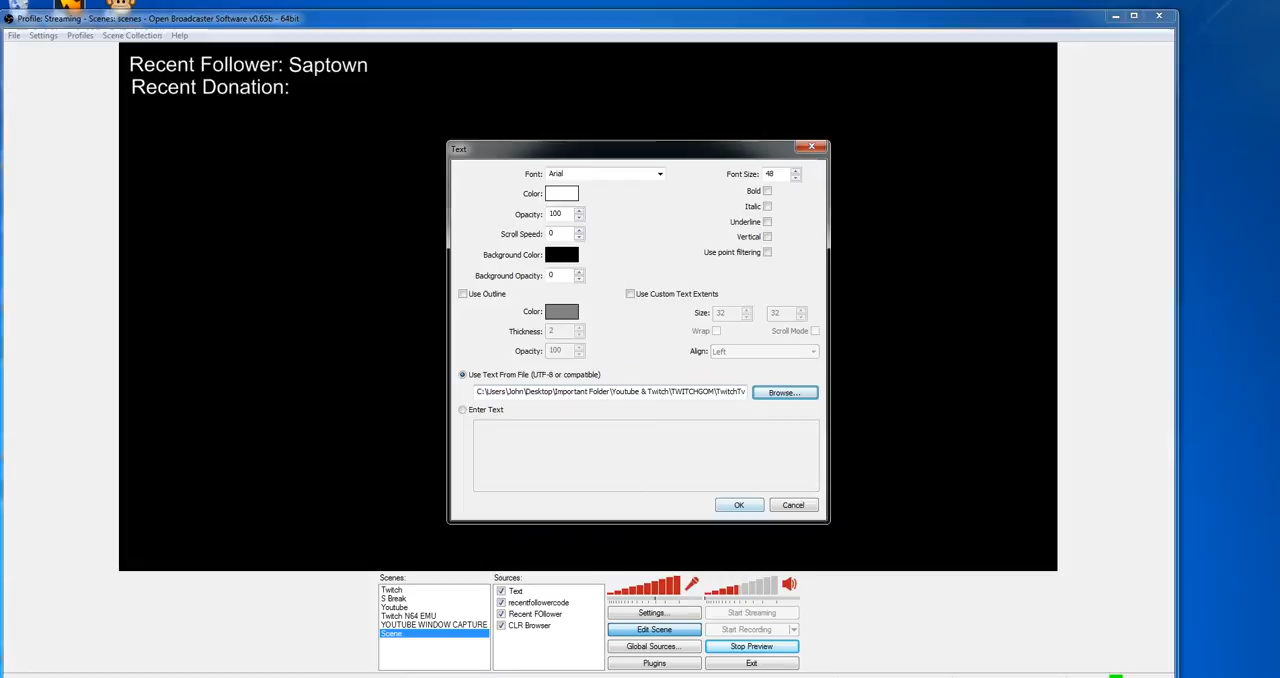 Profile: Streaming - Scenes: scenes - Open Broadcaster Software v0.65b - 64bit
File Settings Profiles Scene Collection Help
Recent Follower: Saptown
Recent Donation:
Text
Font: Arial Font Size: 48
Color: Bold
Opacity: 100 Italic
Scroll Speed: 0 Underline
Vertical
Background Color: Use point filtering
Background Opacity: 0
Use Outline Use Custom Text Extents
Color: Size: 32 32
Thickness: 2 Wrap Scroll Mode
Opacity: 100 Align: Left
Use Text From File (UTF-8 or compatible)
C:\Users\John\Desktop\Important Folder\Youtube & Twitch\TWITCHGOM\TwitchTv Browse...
Enter Text
OK Cancel
Scenes:
Twitch
S Break
Youtube
Twitch N64 EMU
YOUTUBE WINDOW CAPTURE
Scene
Sources:
Text
recentfollowercode
Recent FOllower
CLR Browser
Settings... Start Streaming
Edit Scene Start Recording
Global Sources... Stop Preview
Plugins Exit